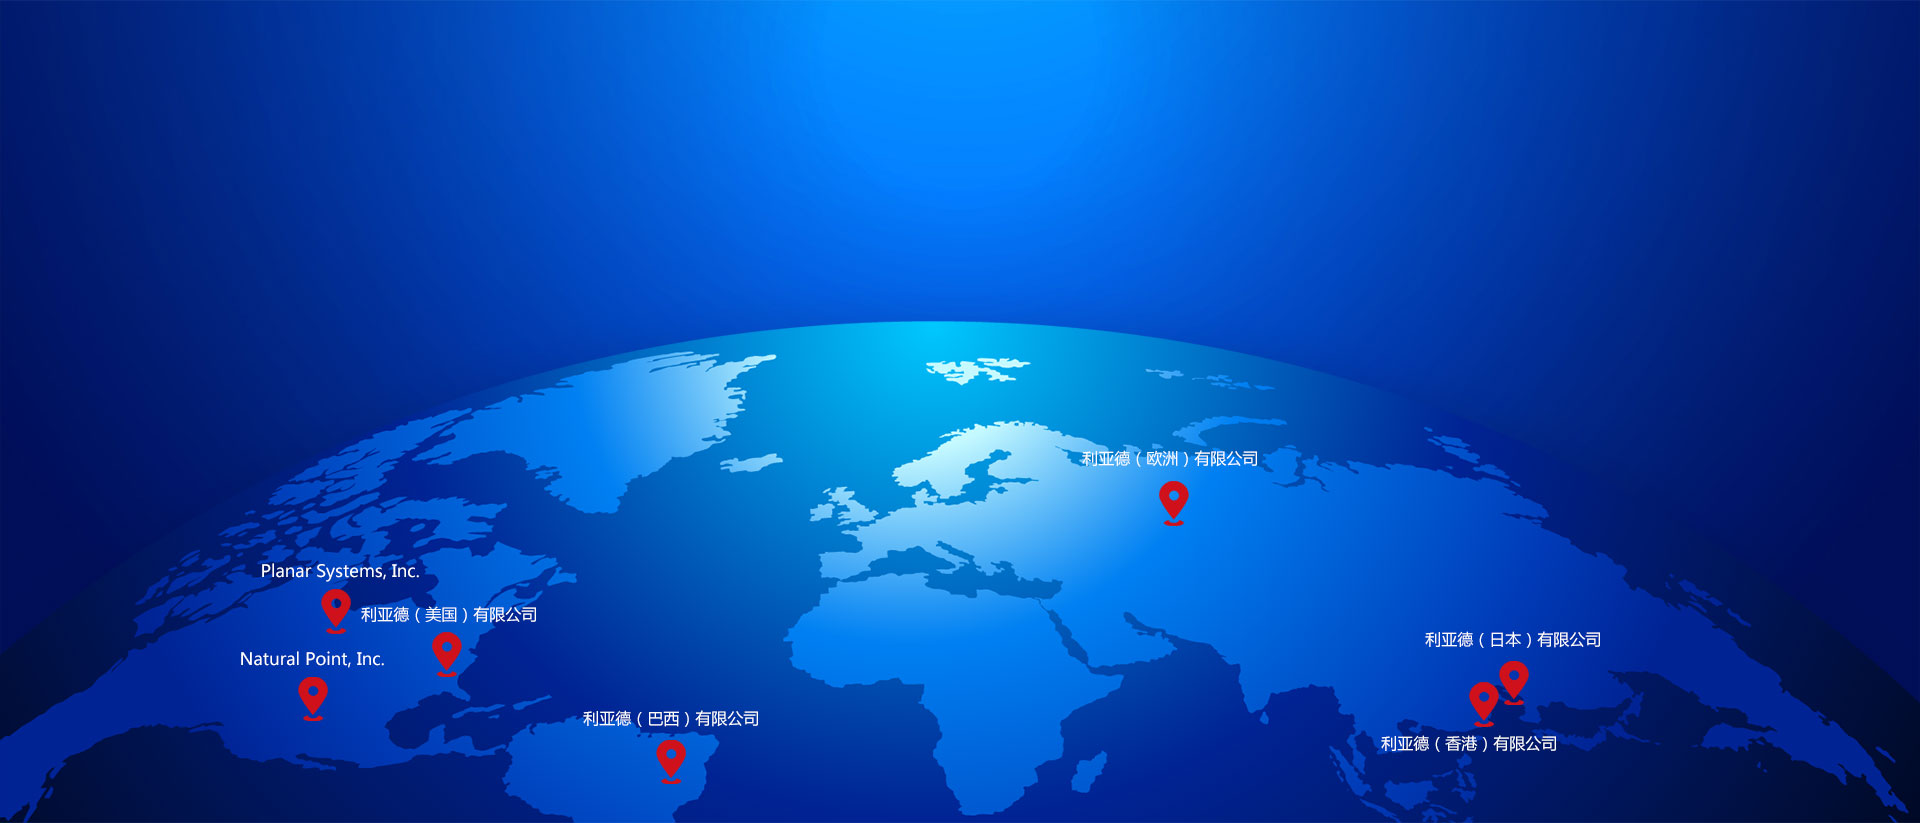 利亚德（欧洲）有限公司
Planar Systems, Inc.
利亚德（美国）有限公司
利亚德（日本）有限公司
Natural Point, Inc.
利亚德（巴西）有限公司
利亚德（香港）有限公司